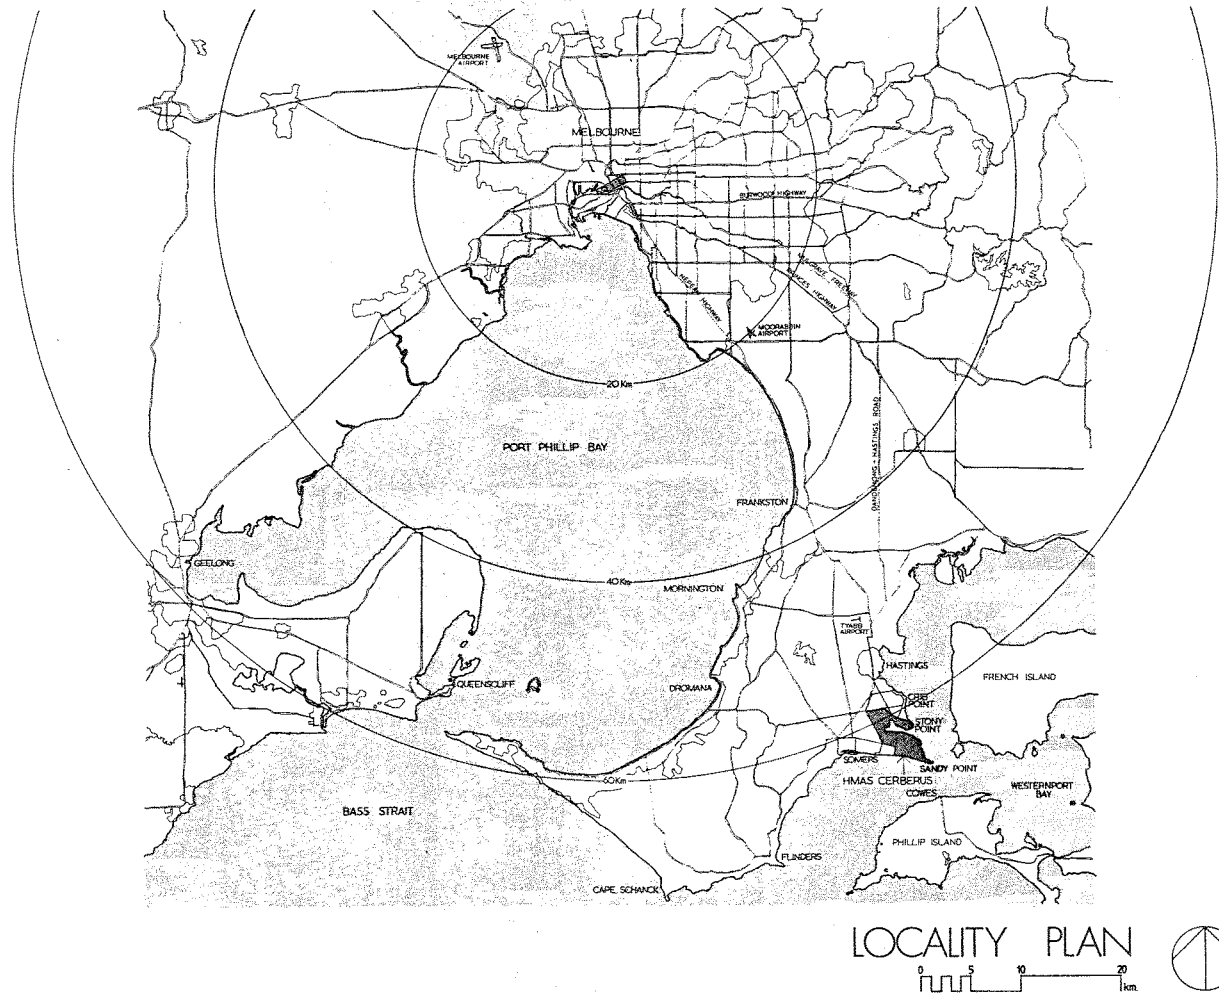 MELBOURNE
AIRPORT
MELBOURNE
BURWOOD HIGHWAY
MULGRAVE FREEWAY
PRINCES HIGHWAY
NEPEAN HIGHWAY
MOORABBIN
AIRPORT
20 Km
DANDENONG - HASTINGS ROAD
PORT PHILLIP BAY
FRANKSTON
GEELONG
40 Km
MORNINGTON
TYABB
AIRPORT
HASTINGS
FRENCH ISLAND
QUEENSCLIFF
DROMANA
CRIB
POINT
STONY
POINT
SOMERS
SANDY POINT
60 Km
HMAS CERBERUS
COWES
WESTERNPORT
BAY
BASS STRAIT
PHILLIP ISLAND
FLINDERS
CAPE SCHANCK
LOCALITY PLAN
0 5 10 20
km